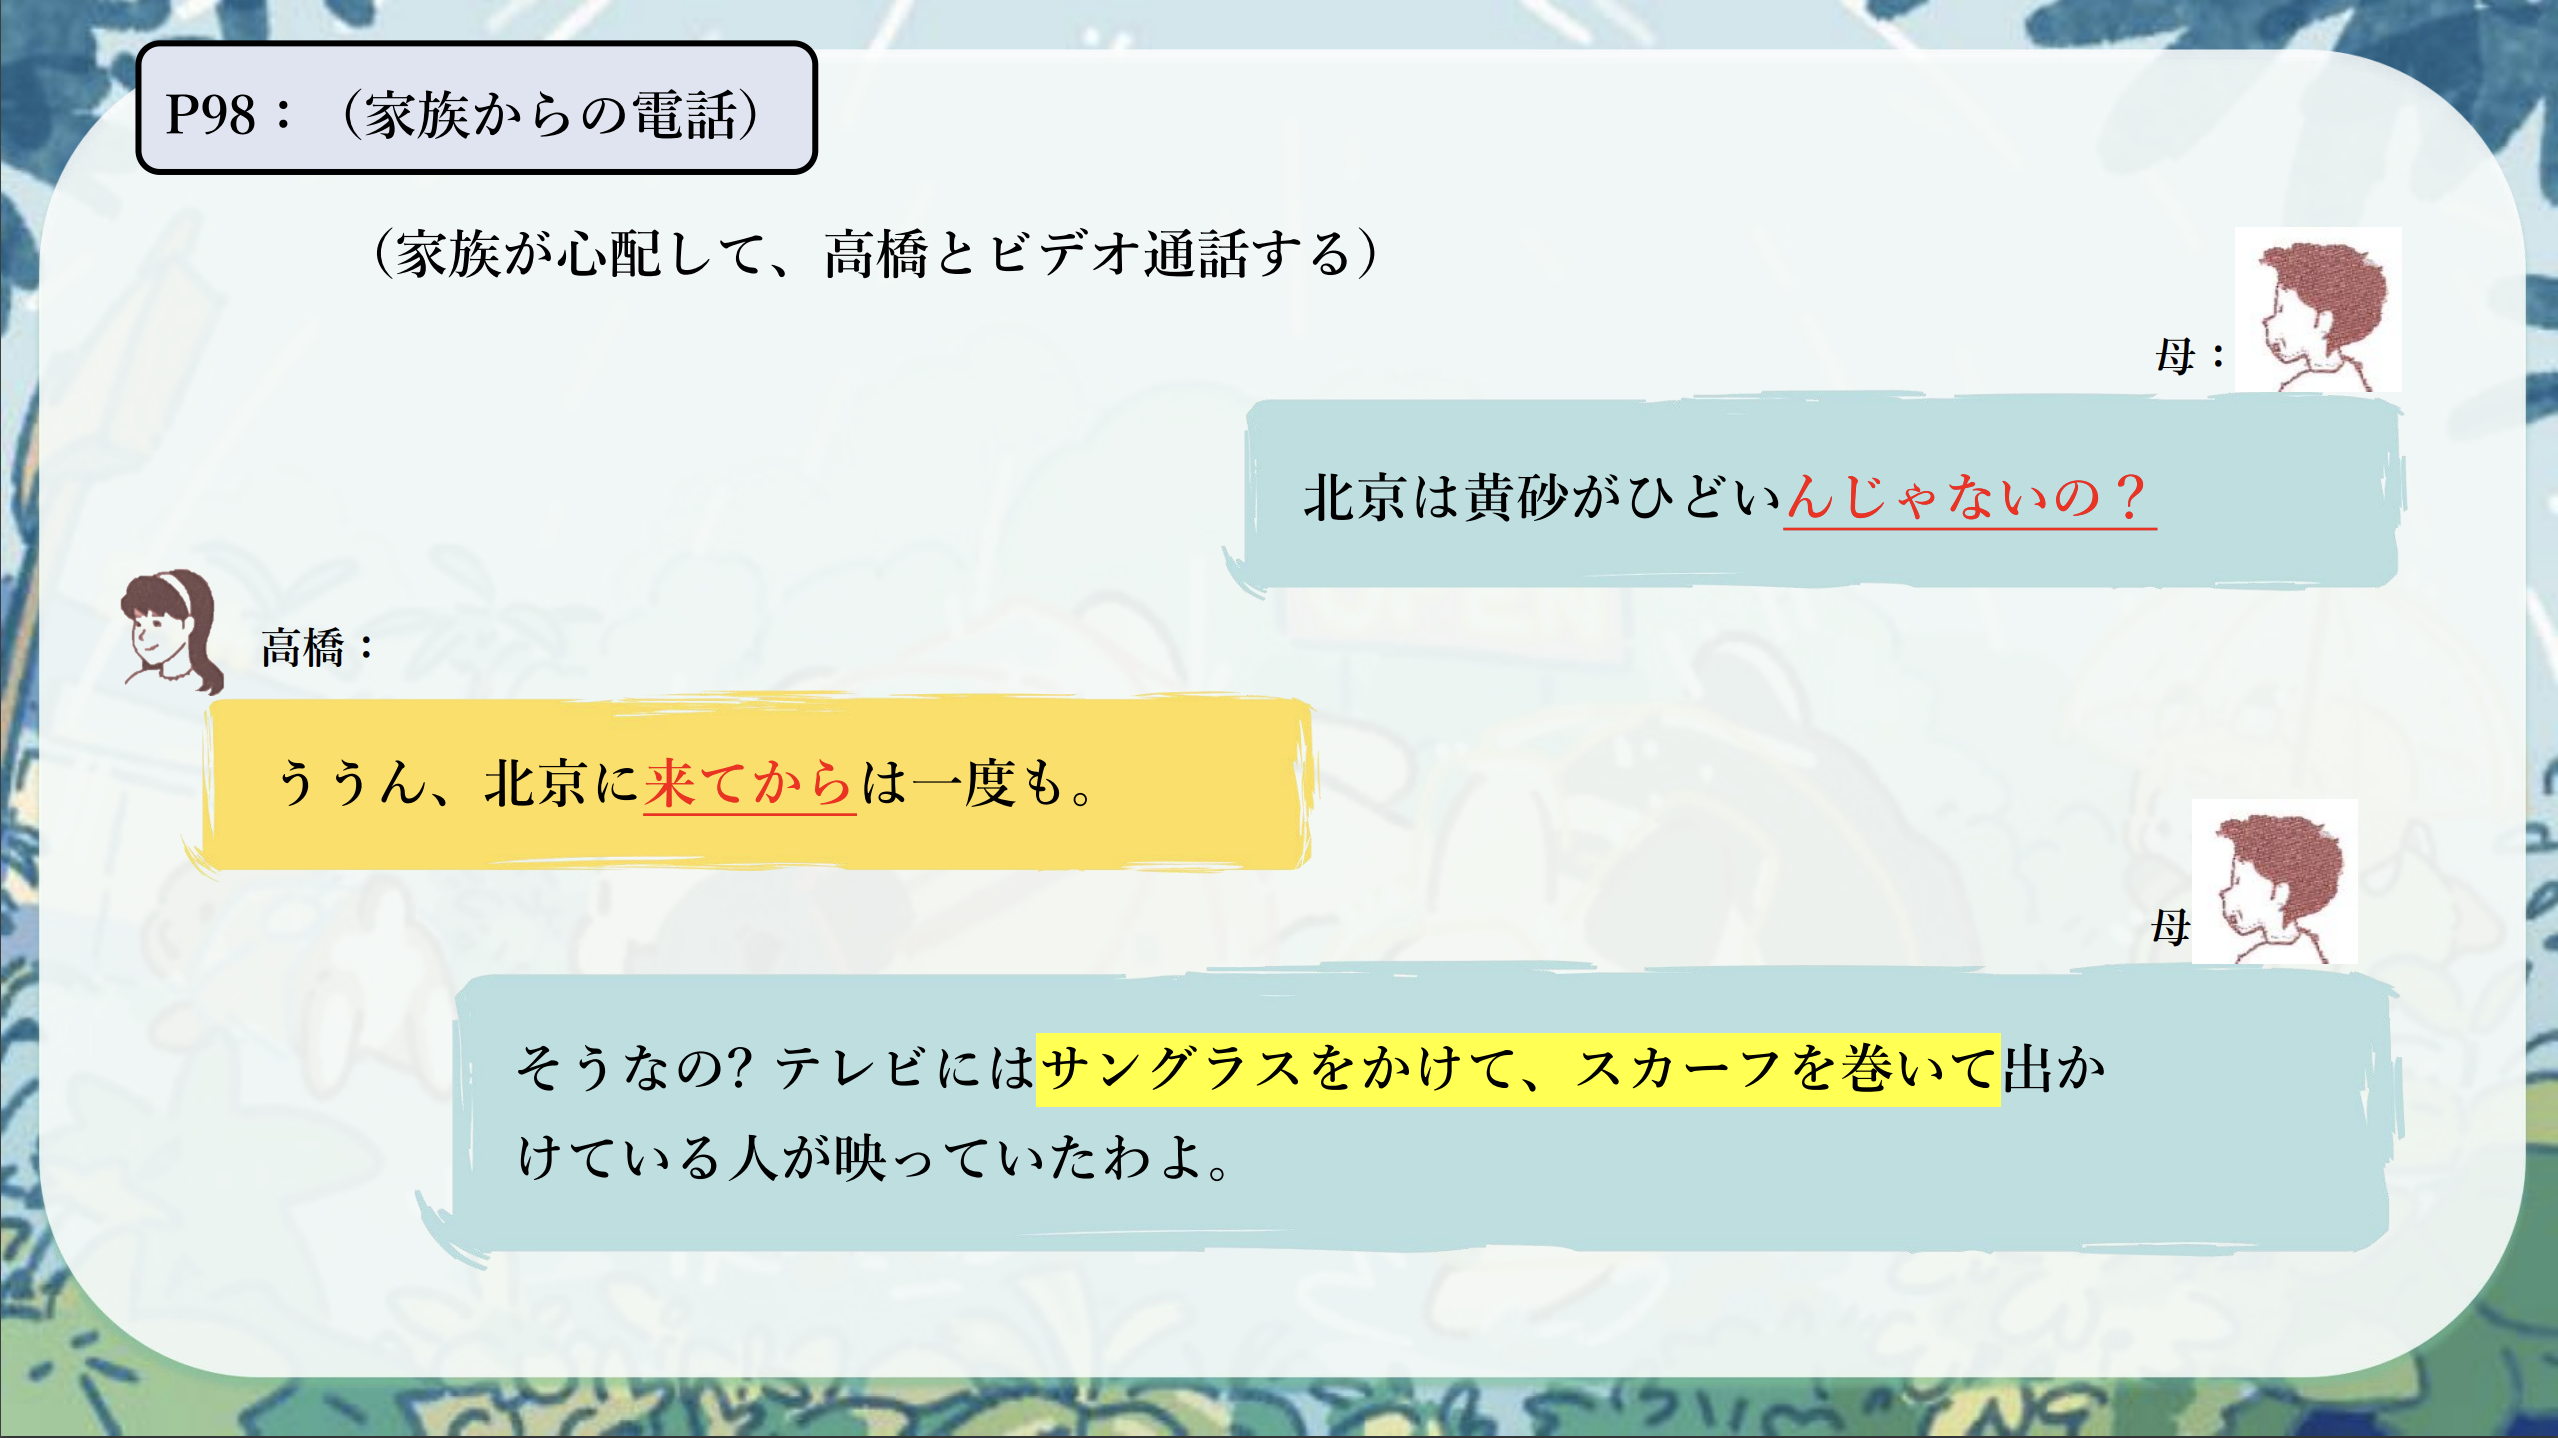 P98：（家族からの電話）
（家族が心配して、高橋とビデオ通話する）
母：
北京は黄砂がひどいんじゃないの？
高橋：
ううん、北京に来てからは一度も。
母
そうなの? テレビにはサングラスをかけて、スカーフを巻いて出か
けている人が映っていたわよ。